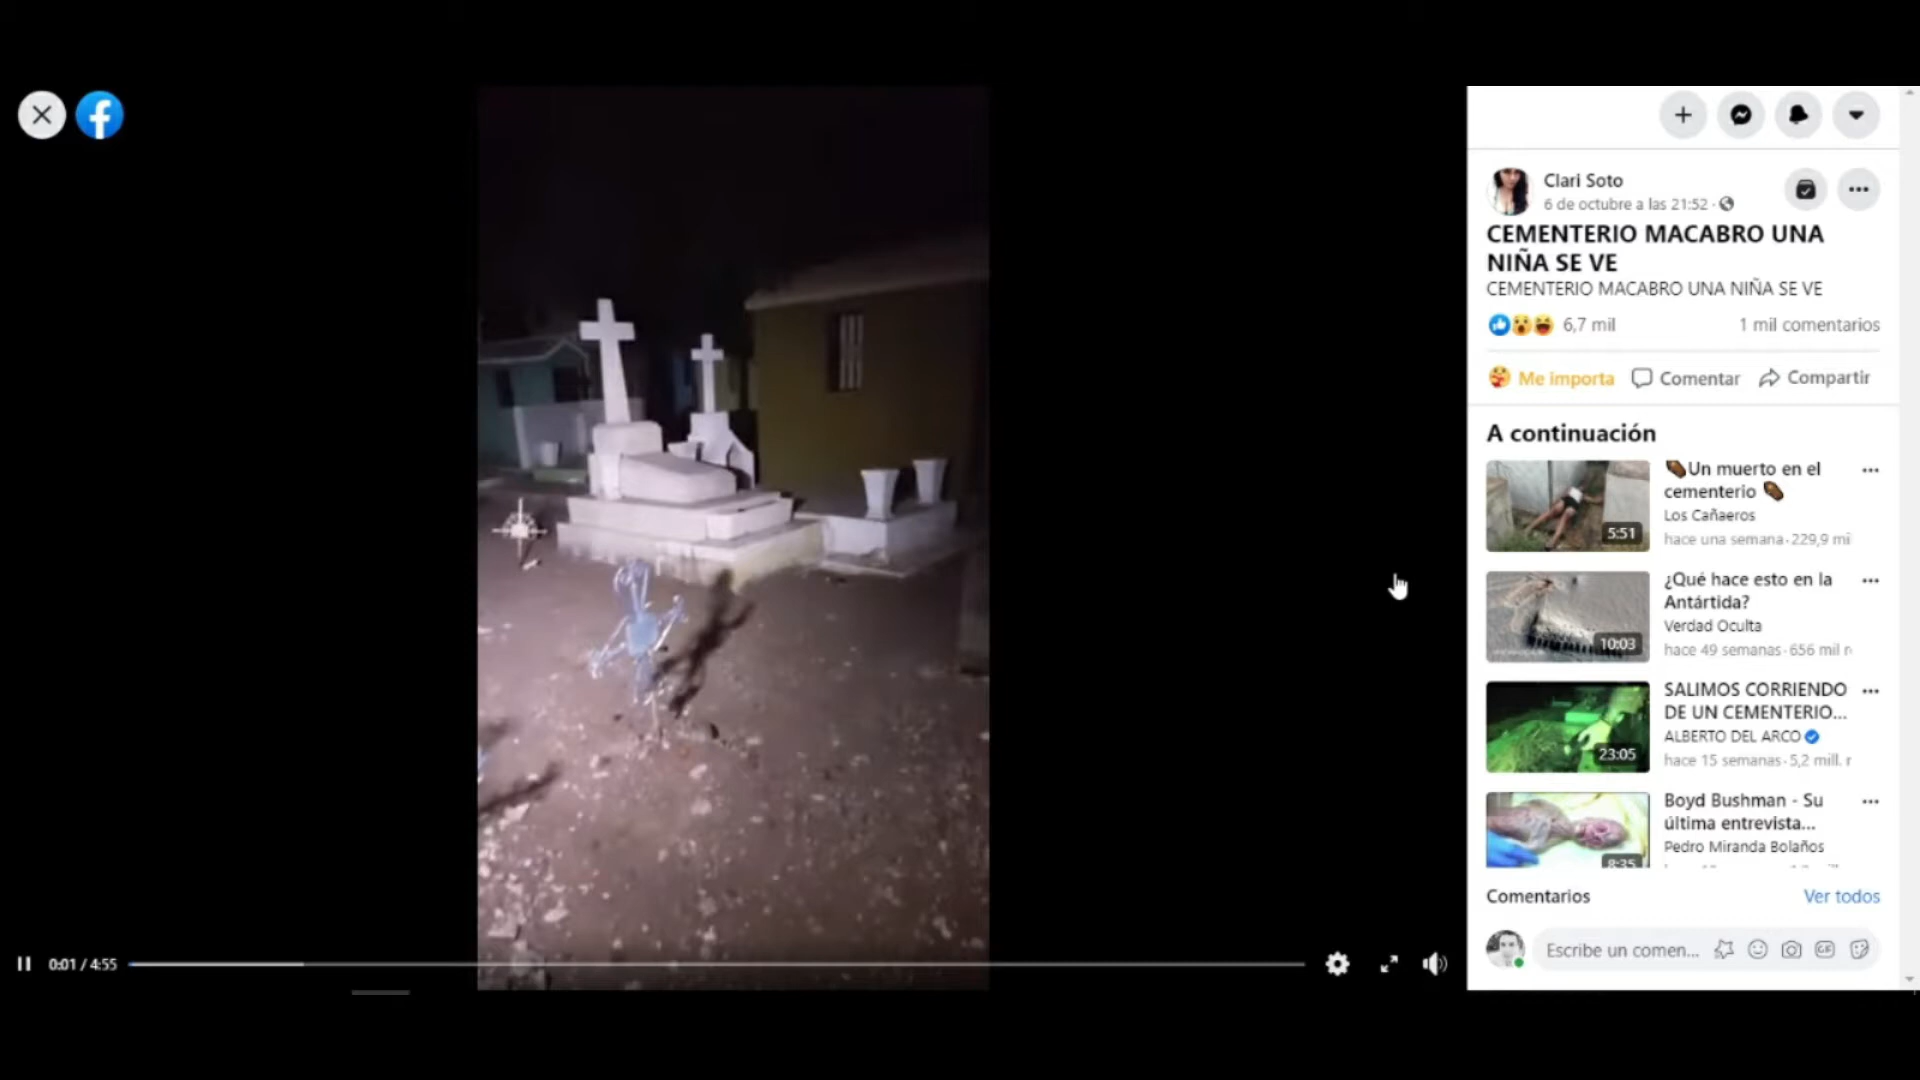 Clari Soto
6 de octubre a las 21:52 ·
CEMENTERIO MACABRO UNA
NIÑA SE VE
CEMENTERIO MACABRO UNA NIÑA SE VE
6,7 mil
1 mil comentarios
Me importa
Comentar
Compartir
A continuación
Un muerto en el
cementerio
Los Cañaeros
hace una semana · 229,9 mi
5:51
¿Qué hace esto en la
Antártida?
Verdad Oculta
hace 49 semanas · 656 mil r
10:03
SALIMOS CORRIENDO
DE UN CEMENTERIO...
ALBERTO DEL ARCO
hace 15 semanas · 5,2 mill. r
23:05
Boyd Bushman - Su
última entrevista...
Pedro Miranda Bolaños
8:35
Comentarios
Ver todos
Escribe un comen...
GIF
0:01 / 4:55